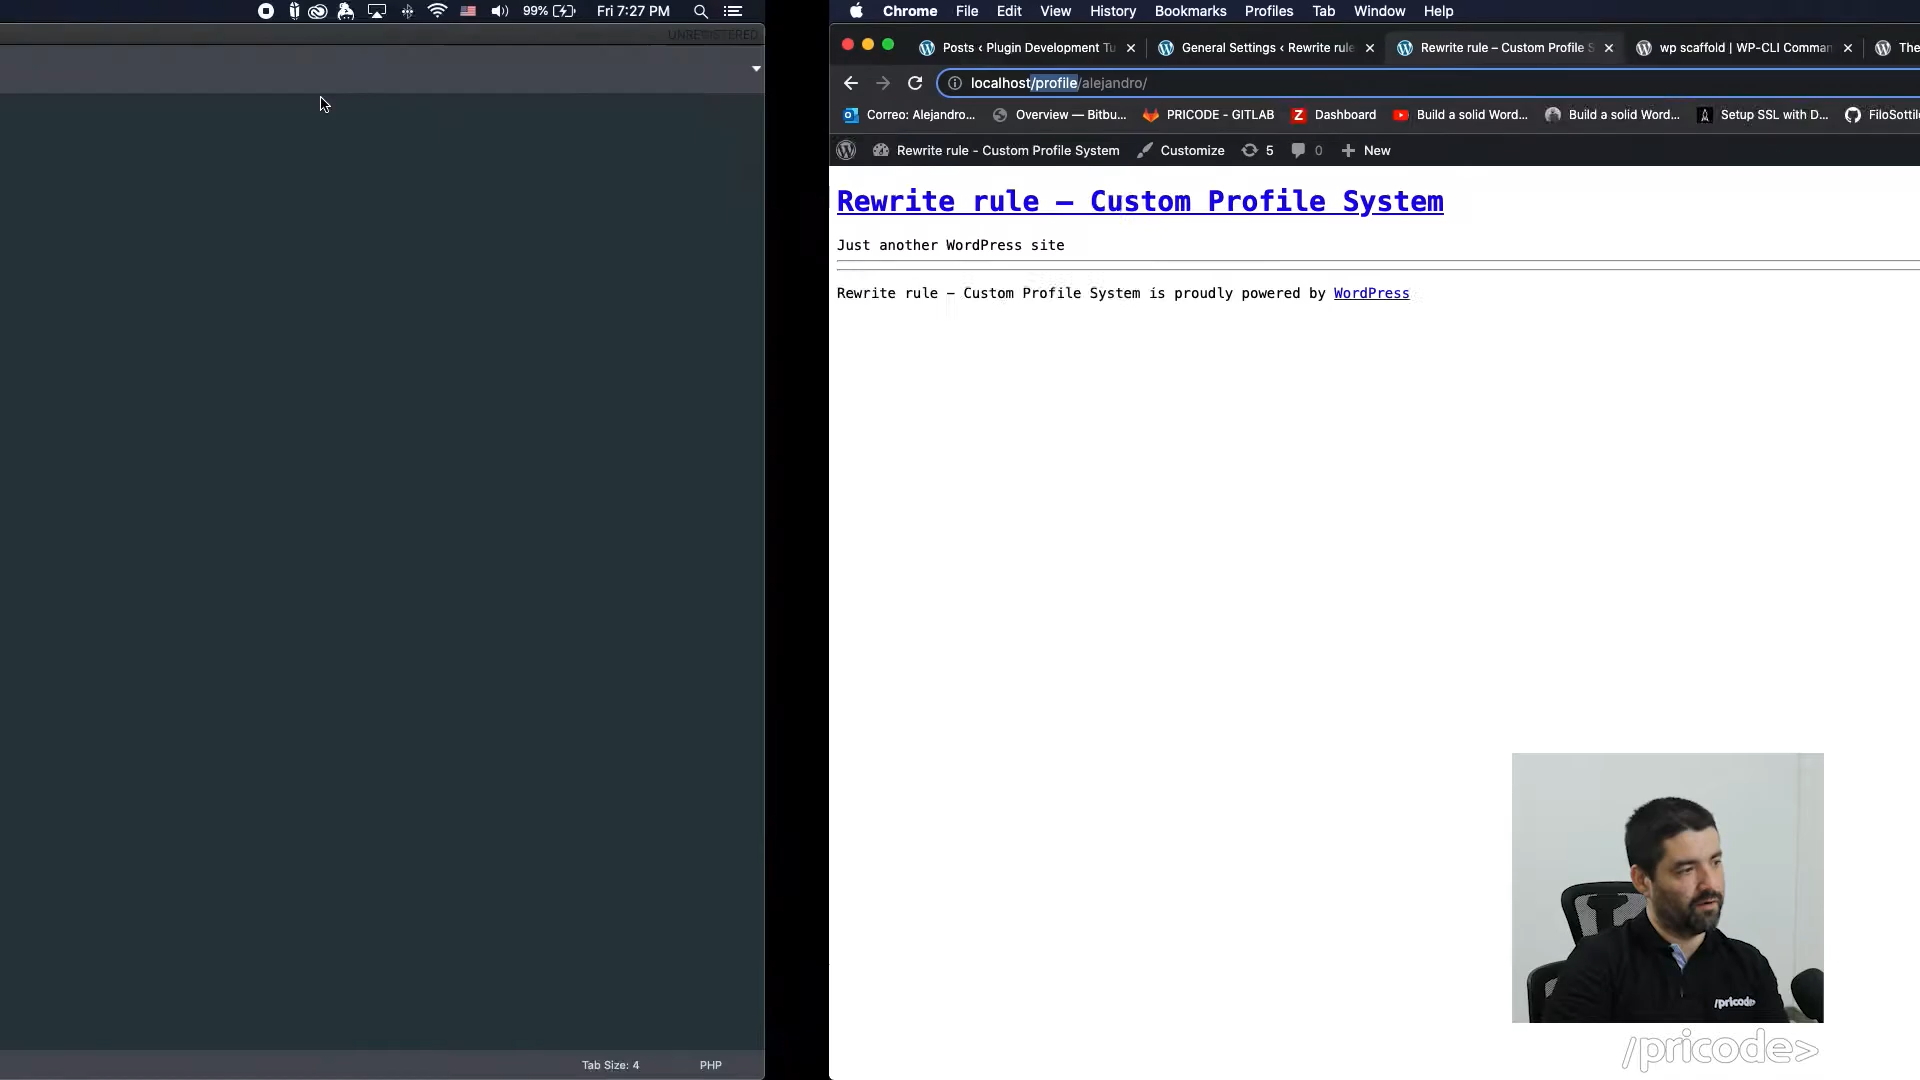 99%
Fri 7:27 PM
UNREGISTERED
Tab Size: 4
PHP
Chrome File Edit View History Bookmarks Profiles Tab Window Help
Posts ‹ Plugin Development Tu
General Settings ‹ Rewrite rule
Rewrite rule – Custom Profile S
wp scaffold | WP-CLI Comman
The
localhost/profile/alejandro/
Correo: Alejandro...
Overview — Bitbu...
PRICODE - GITLAB
Dashboard
Build a solid Word...
Build a solid Word...
Setup SSL with D...
FiloSottile
Rewrite rule - Custom Profile System
Customize
5
0
New
Rewrite rule – Custom Profile System
Just another WordPress site
Rewrite rule – Custom Profile System is proudly powered by WordPress
/pricode>
/pricode>